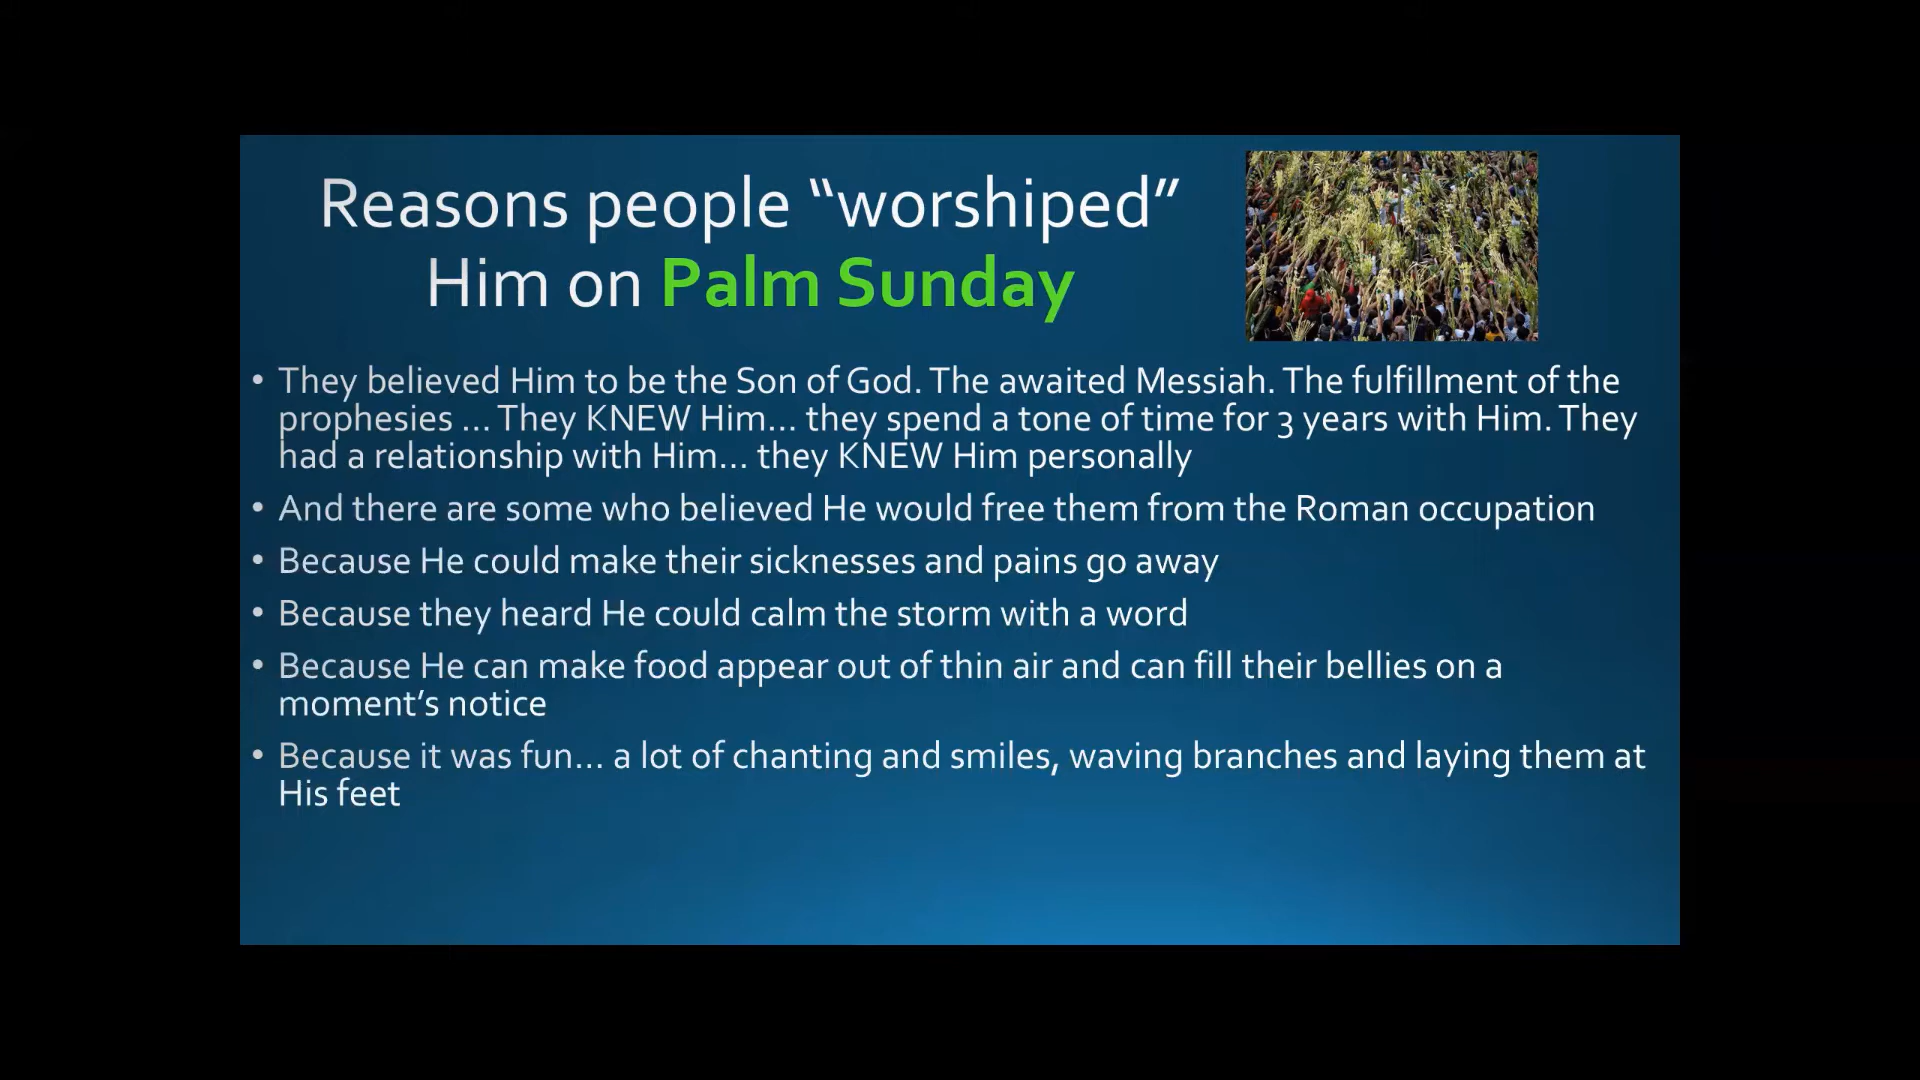 Reasons people “worshiped”
Him on Palm Sunday
• They believed Him to be the Son of God. The awaited Messiah. The fulfillment of the
prophesies ... They KNEW Him... they spend a tone of time for 3 years with Him. They
had a relationship with Him... they KNEW Him personally
• And there are some who believed He would free them from the Roman occupation
• Because He could make their sicknesses and pains go away
• Because they heard He could calm the storm with a word
• Because He can make food appear out of thin air and can fill their bellies on a
moment’s notice
• Because it was fun... a lot of chanting and smiles, waving branches and laying them at
His feet